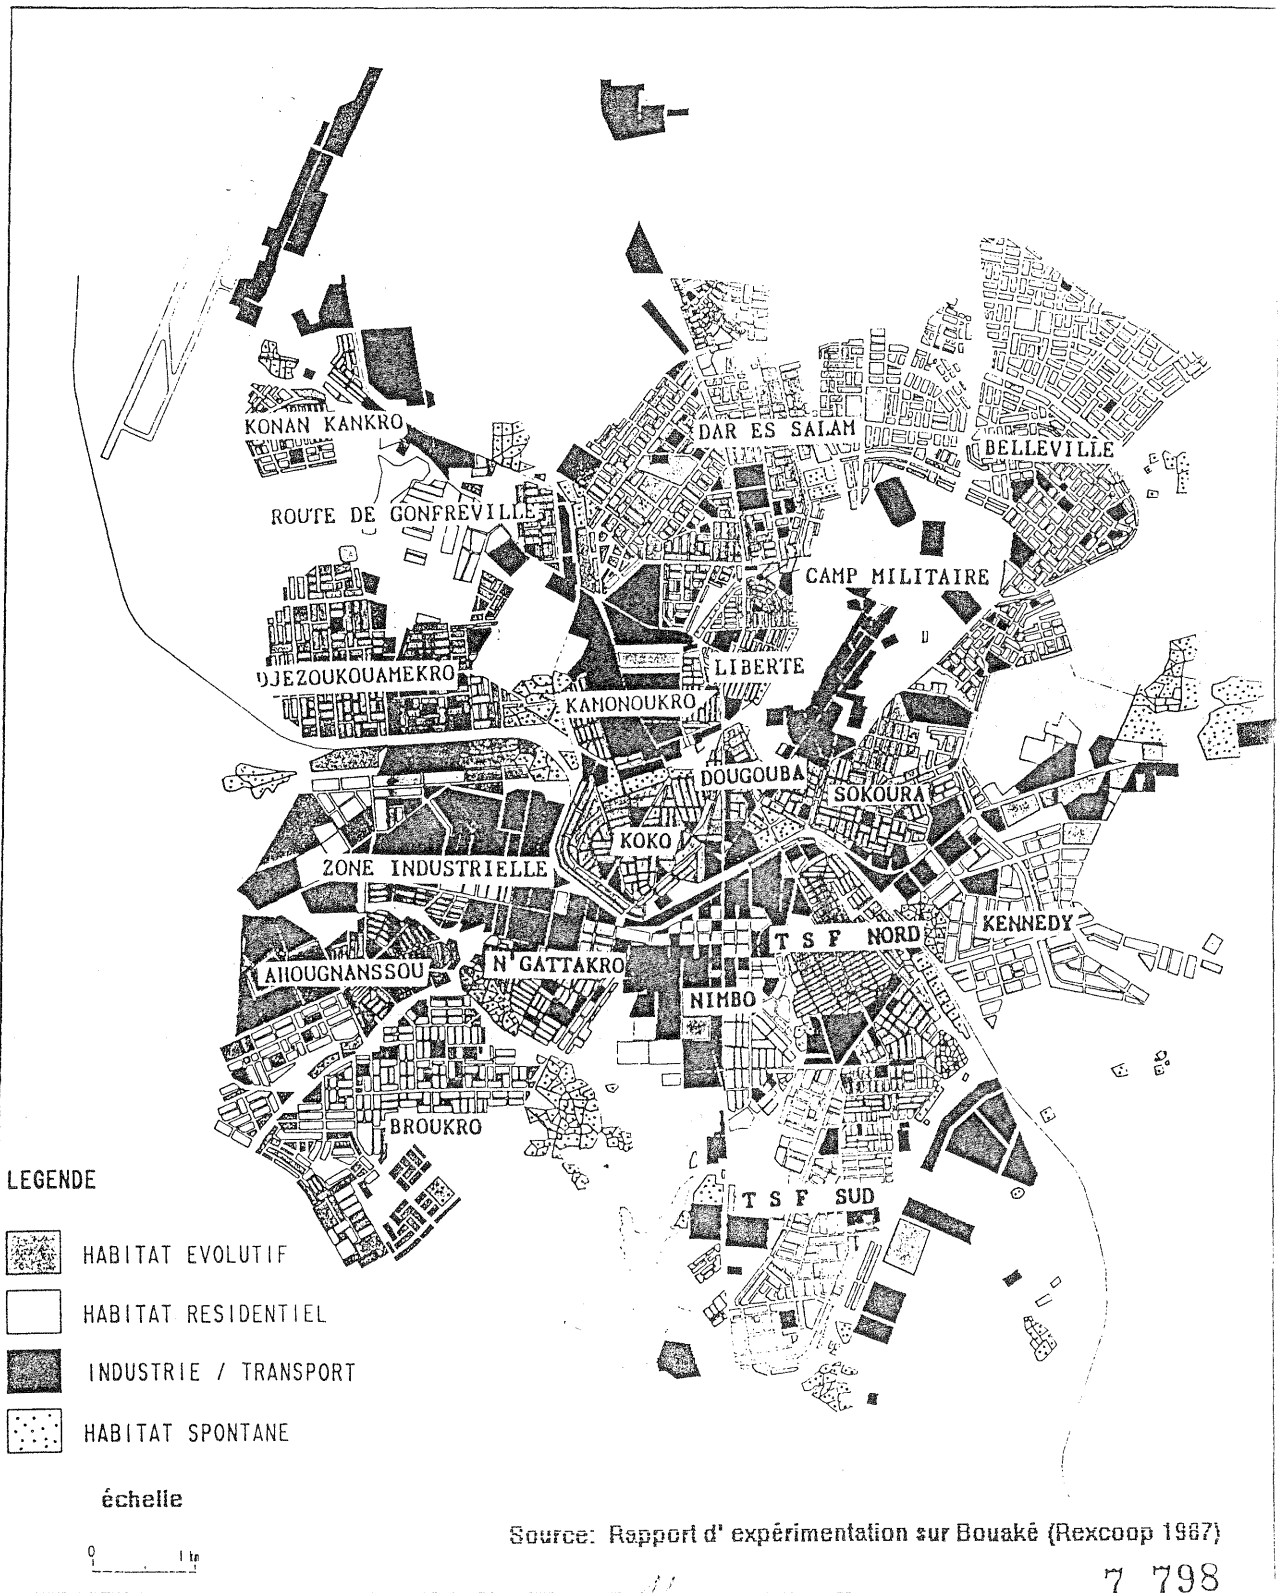 KONAN KANKRO
DAR ES SALAM
BELLEVILLE
ROUTE DE GONFREVILLE
CAMP MILITAIRE
LIBERTE
DJEZOUKOUAMEKRO
KAMONOUKRO
DOUGOUBA
SOKOURA
KOKO
ZONE INDUSTRIELLE
KENNEDY
T S F NORD
N'GATTAKRO
AHOUGNANSSOU
NIMBO
BROUKRO
T S F SUD
LEGENDE
HABITAT EVOLUTIF
HABITAT RESIDENTIEL
INDUSTRIE / TRANSPORT
HABITAT SPONTANE
échelle
0 1 km
Source: Rapport d' expérimentation sur Bouaké (Rexcoop 1987)
7 798